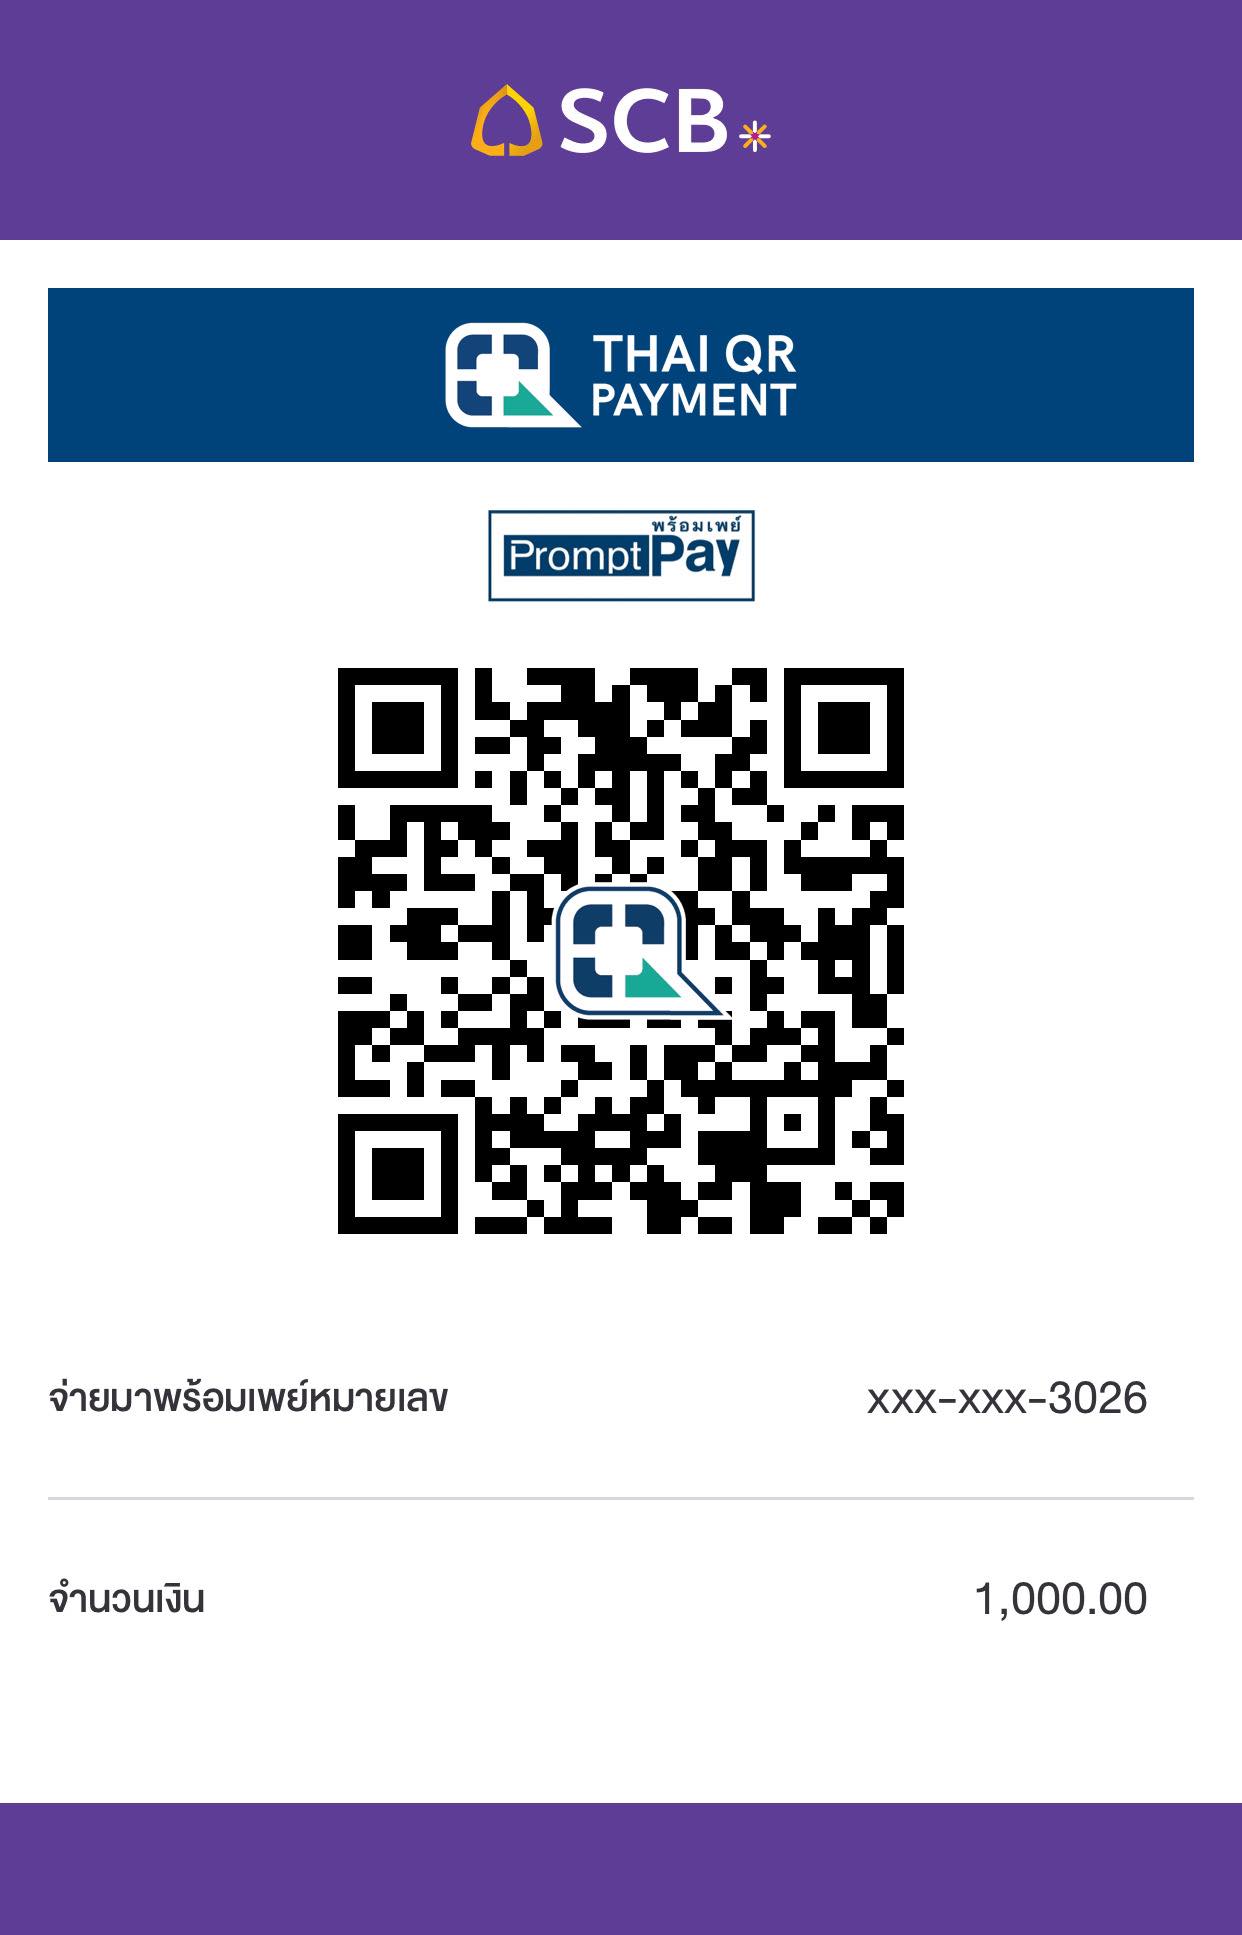 SCB
THAI QR
PAYMENT
พร้อมเพย์
PromptPay
จ่ายมาพร้อมเพย์หมายเลข xxx-xxx-3026
จำนวนเงิน 1,000.00